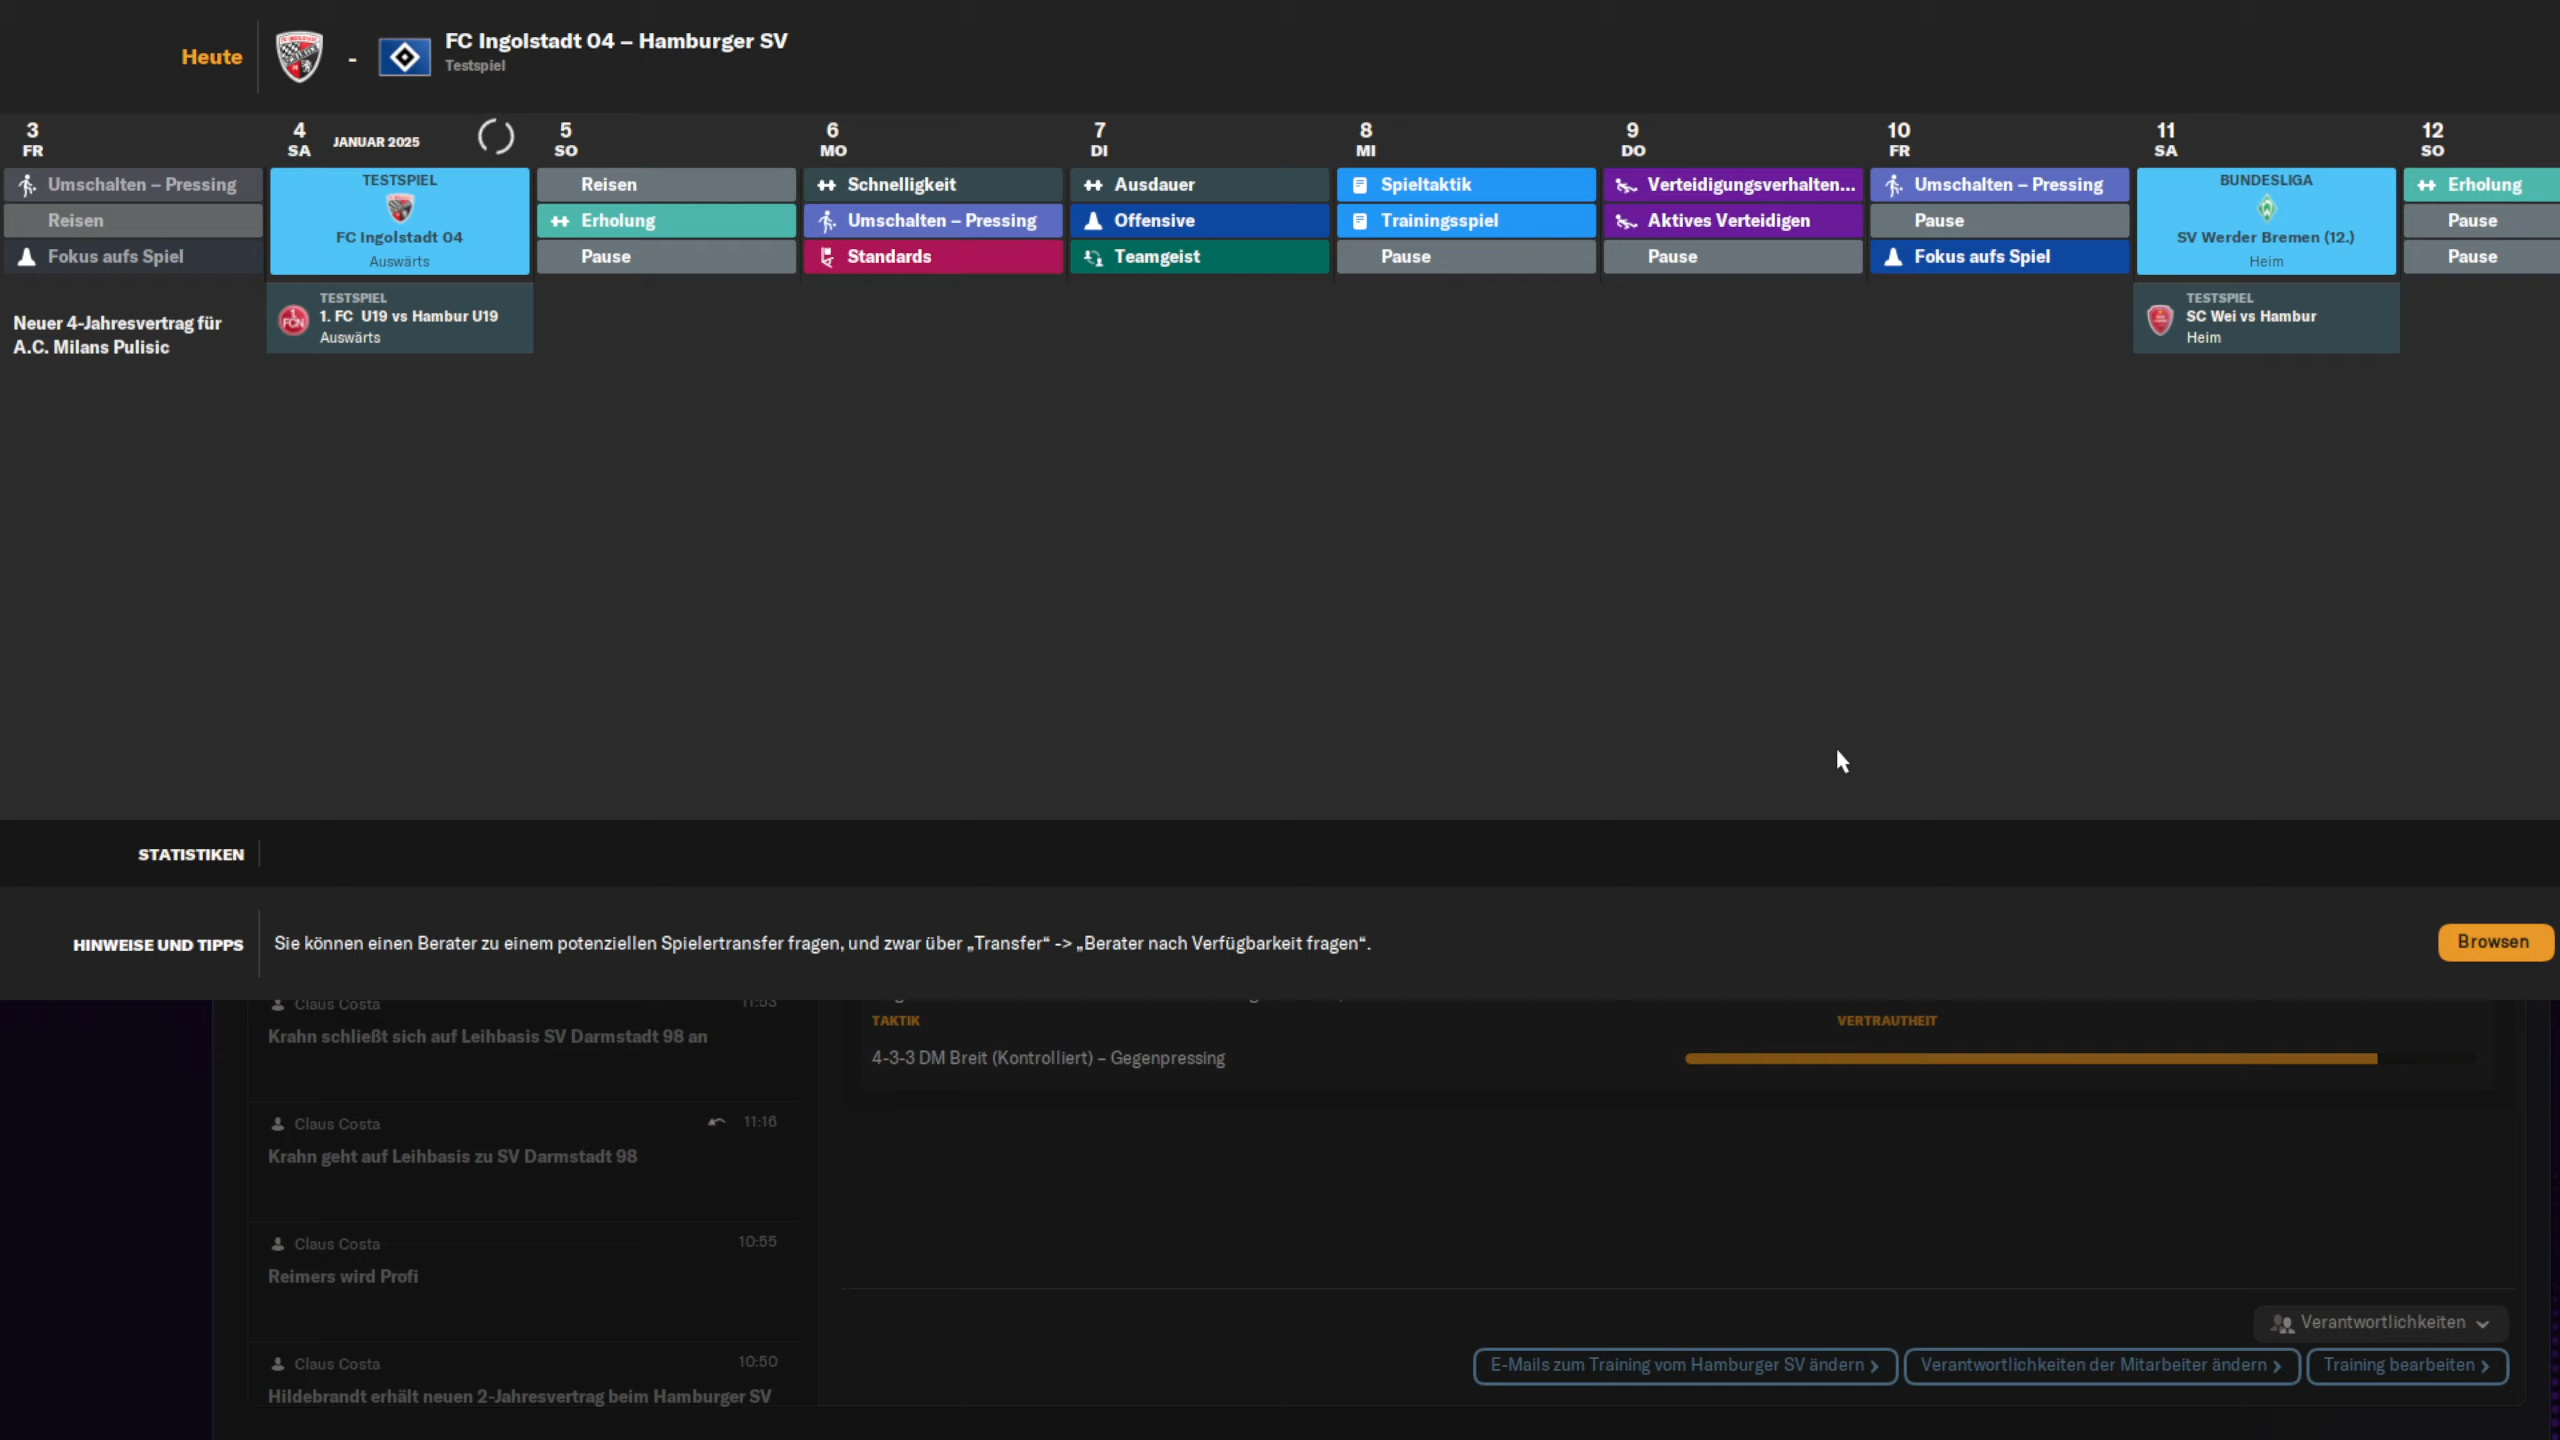 Heute
-
FC Ingolstadt 04 – Hamburger SV
Testspiel
3
FR
4
SA
JANUAR 2025
5
SO
6
MO
7
DI
8
MI
9
DO
10
FR
11
SA
12
SO
Umschalten – Pressing
Reisen
Fokus aufs Spiel
Neuer 4-Jahresvertrag für
A.C. Milans Pulisic
TESTSPIEL
FC Ingolstadt 04
Auswärts
TESTSPIEL
1. FC U19 vs Hambur U19
Auswärts
Reisen
Erholung
Pause
Schnelligkeit
Umschalten – Pressing
Standards
Ausdauer
Offensive
Teamgeist
Spieltaktik
Trainingsspiel
Pause
Verteidigungsverhalten...
Aktives Verteidigen
Pause
Umschalten – Pressing
Pause
Fokus aufs Spiel
BUNDESLIGA
SV Werder Bremen (12.)
Heim
TESTSPIEL
SC Wei vs Hambur
Heim
Erholung
Pause
Pause
STATISTIKEN
HINWEISE UND TIPPS
Sie können einen Berater zu einem potenziellen Spielertransfer fragen, und zwar über „Transfer“ -> „Berater nach Verfügbarkeit fragen“.
Browsen
Claus Costa
11:53
Krahn schließt sich auf Leihbasis SV Darmstadt 98 an
Claus Costa
11:16
Krahn geht auf Leihbasis zu SV Darmstadt 98
Claus Costa
10:55
Reimers wird Profi
Claus Costa
10:50
Hildebrandt erhält neuen 2-Jahresvertrag beim Hamburger SV
TAKTIK
VERTRAUTHEIT
4-3-3 DM Breit (Kontrolliert) – Gegenpressing
Verantwortlichkeiten
E-Mails zum Training vom Hamburger SV ändern
Verantwortlichkeiten der Mitarbeiter ändern
Training bearbeiten